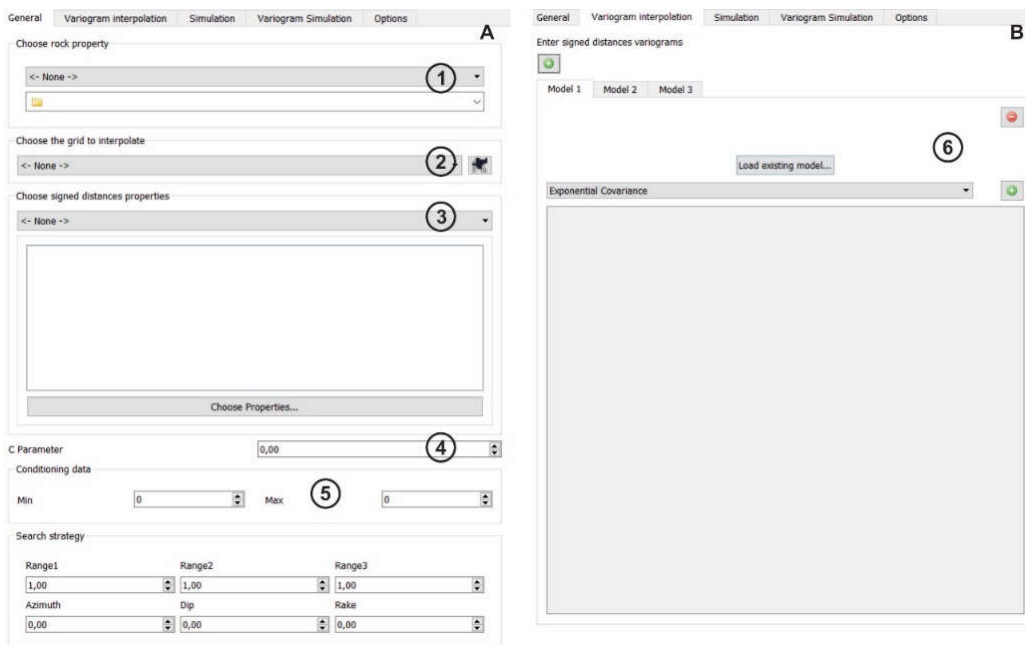 General Variogram interpolation Simulation Variogram Simulation Options
A
Choose rock property
<- None ->
1
Choose the grid to interpolate
<- None ->
2
Choose signed distances properties
<- None ->
3
Choose Properties...
C Parameter 0,00
4
Conditioning data
Min 0 Max 0
5
Search strategy
Range1 Range2 Range3
1,00 1,00 1,00
Azimuth Dip Rake
0,00 0,00 0,00
General Variogram interpolation Simulation Variogram Simulation Options
B
Enter signed distances variograms
Model 1 Model 2 Model 3
6
Load existing model...
Exponential Covariance